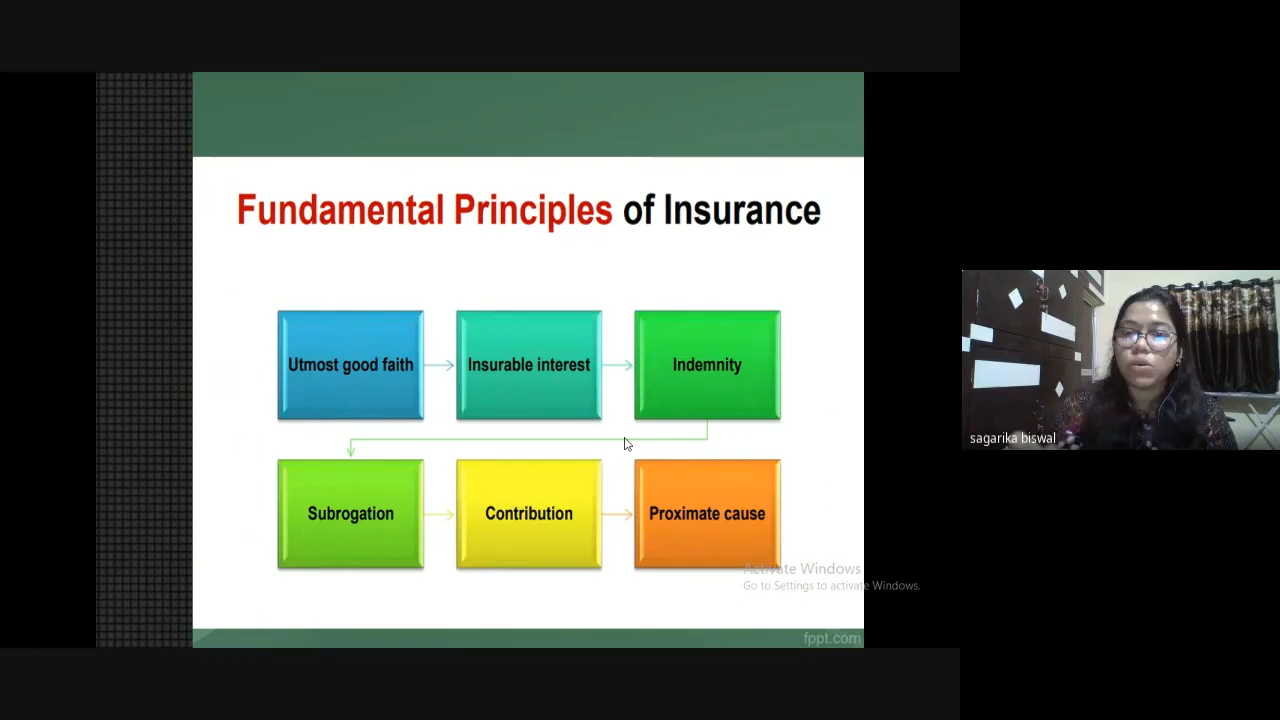 Fundamental Principles of Insurance
Utmost good faith
Insurable interest
Indemnity
Subrogation
Contribution
Proximate cause
Activate Windows
Go to Settings to activate Windows.
fppt.com
sagarika biswal